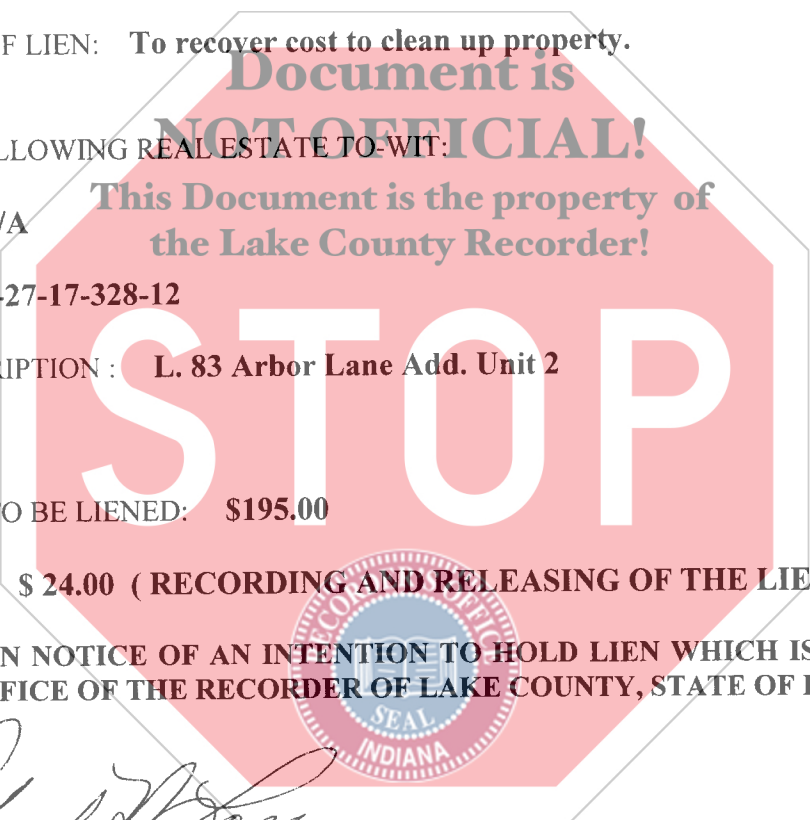 F LIEN: To recover cost to clean up property.
Document is
NOT OFFICIAL!
LLOWING REAL ESTATE TO-WIT:
This Document is the property of
/A
the Lake County Recorder!
-27-17-328-12
STOP
RIPTION : L. 83 Arbor Lane Add. Unit 2
O BE LIENED: $195.00
$ 24.00 ( RECORDING AND RELEASING OF THE LIE
N NOTICE OF AN INTENTION TO HOLD LIEN WHICH IS
FFICE OF THE RECORDER OF LAKE COUNTY, STATE OF I
SEAL
INDIANA